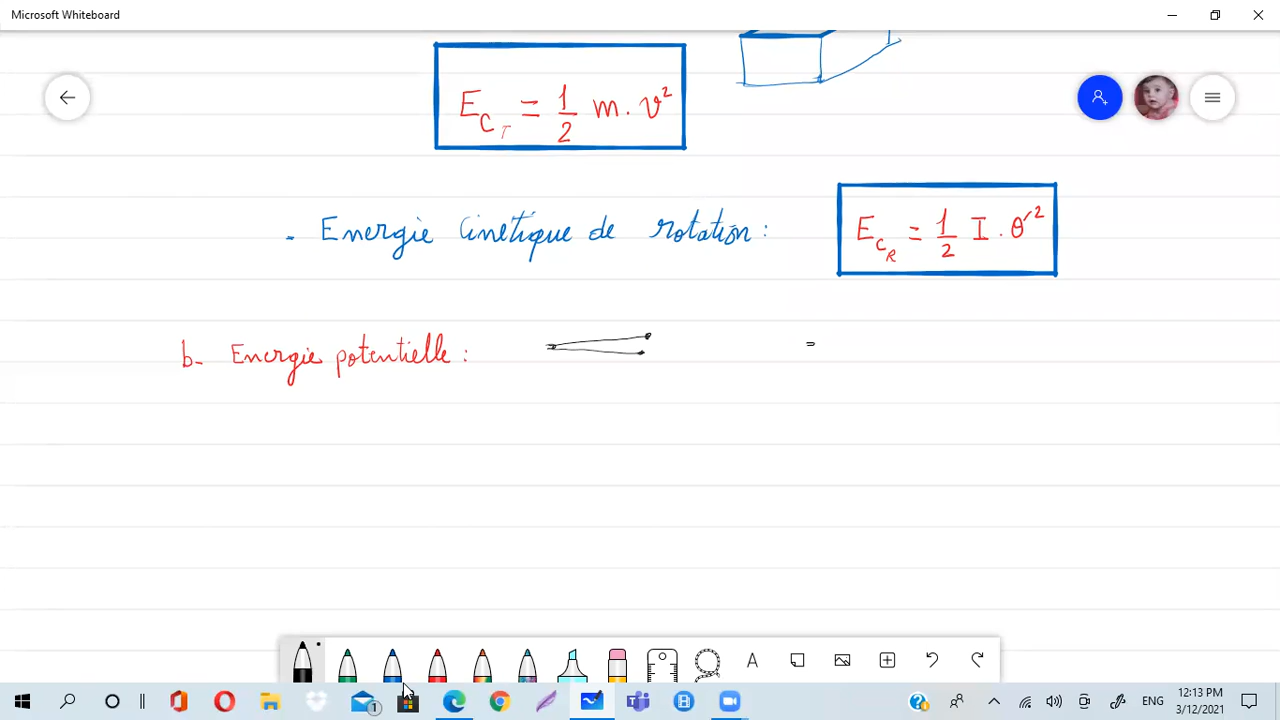 Microsoft Whiteboard
E_{C_T} = 1/2 m . v²
- Energie Cinétique de rotation :
E_{C_R} = 1/2 I . θ'²
b- Energie potentielle :
=
A
1
ENG
12:13 PM
3/12/2021